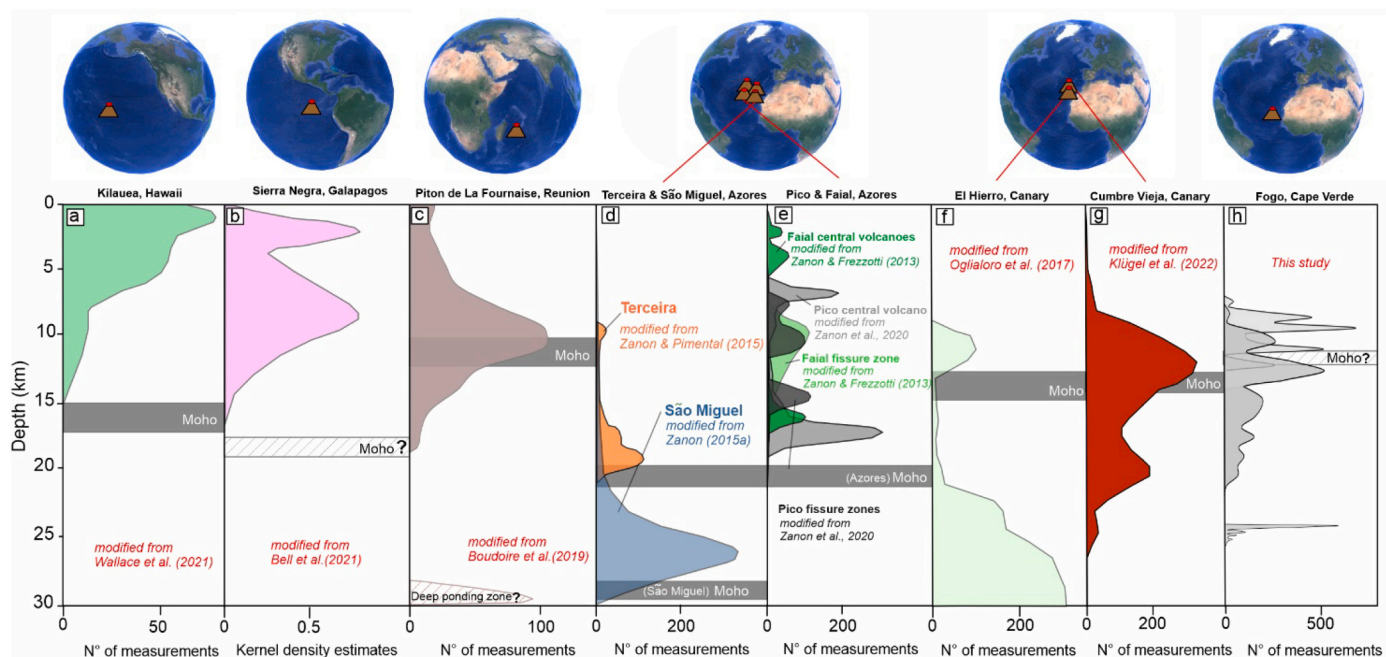 Kilauea, Hawaii
Sierra Negra, Galapagos
Piton de La Fournaise, Reunion
Terceira & São Miguel, Azores
Pico & Faial, Azores
El Hierro, Canary
Cumbre Vieja, Canary
Fogo, Cape Verde
Depth (km)
0
5
10
15
20
25
30
a
Moho
modified from
Wallace et al. (2021)
0
50
N° of measurements
b
Moho ?
modified from
Bell et al.(2021)
0
0.5
Kernel density estimates
c
Moho
modified from
Boudoire et al.(2019)
Deep ponding zone?
0
100
N° of measurements
d
Terceira
modified from
Zanon & Pimental (2015)
São Miguel
modified from
Zanon (2015a)
(São Miguel) Moho
0
200
N° of measurements
e
Faial central volcanoes
modified from
Zanon & Frezzotti (2013)
Pico central volcano
modified from
Zanon et al., 2020
Faial fissure zone
modified from
Zanon & Frezzotti (2013)
(Azores) Moho
Pico fissure zones
modified from
Zanon et al., 2020
0
200
N° of measurements
f
modified from
Oglialoro et al. (2017)
Moho
0
200
N° of measurements
g
modified from
Klügel et al. (2022)
Moho
0
200
N° of measurements
h
This study
Moho?
0
500
N° of measurements